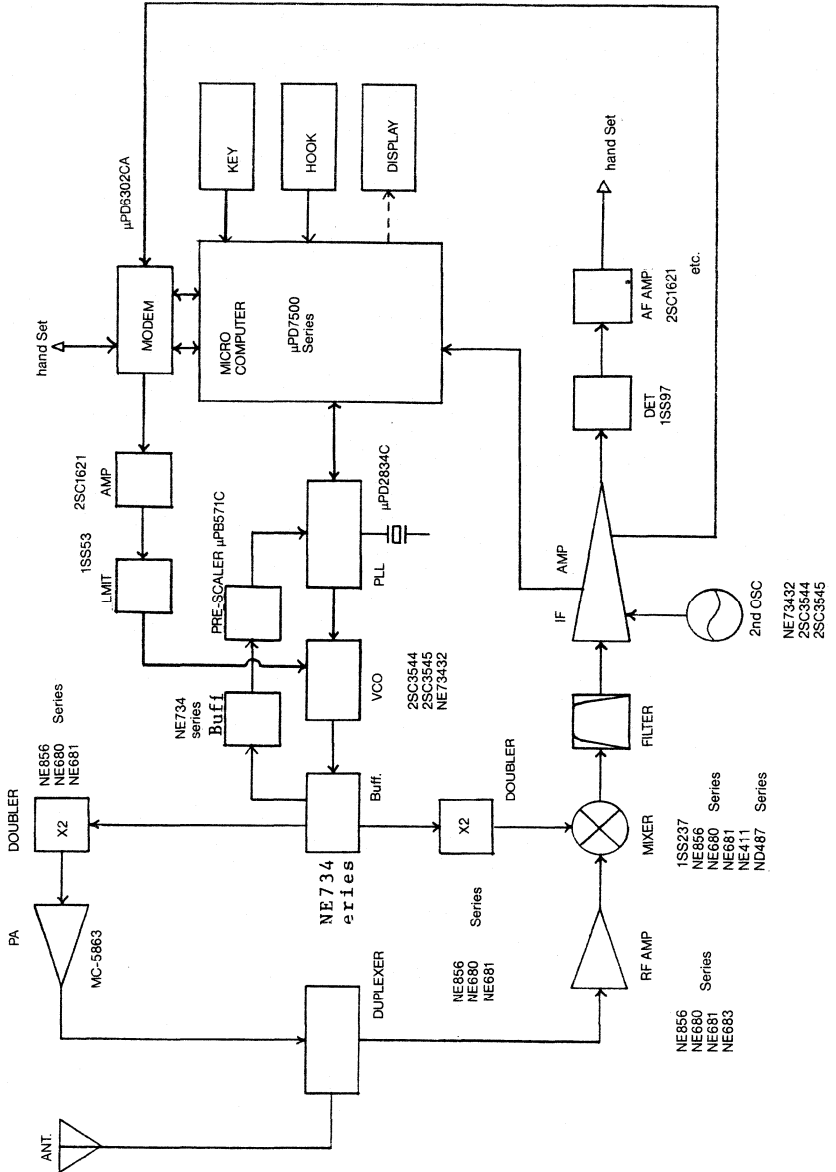 ANT.
PA
MC-5863
DOUBLER
X2
NE856
NE680
NE681
Series
LMIT
1SS53
AMP
2SC1621
hand Set
MODEM
µPD6302CA
DUPLEXER
NE734
eries
Buff.
NE734
series
Buff
PRE-SCALER µPB571C
VCO
2SC3544
2SC3545
NE73432
PLL
µPD2834C
MICRO
COMPUTER
µPD7500
Series
KEY
HOOK
DISPLAY
NE856
NE680
NE681
Series
X2
DOUBLER
RF AMP
NE856
NE680
NE681
NE683
Series
MIXER
1SS237
NE856
NE680
NE681
NE411
ND487
Series
Series
FILTER
IF
AMP
2nd OSC
NE73432
2SC3544
2SC3545
DET
1SS97
AF AMP
2SC1621
etc.
hand Set